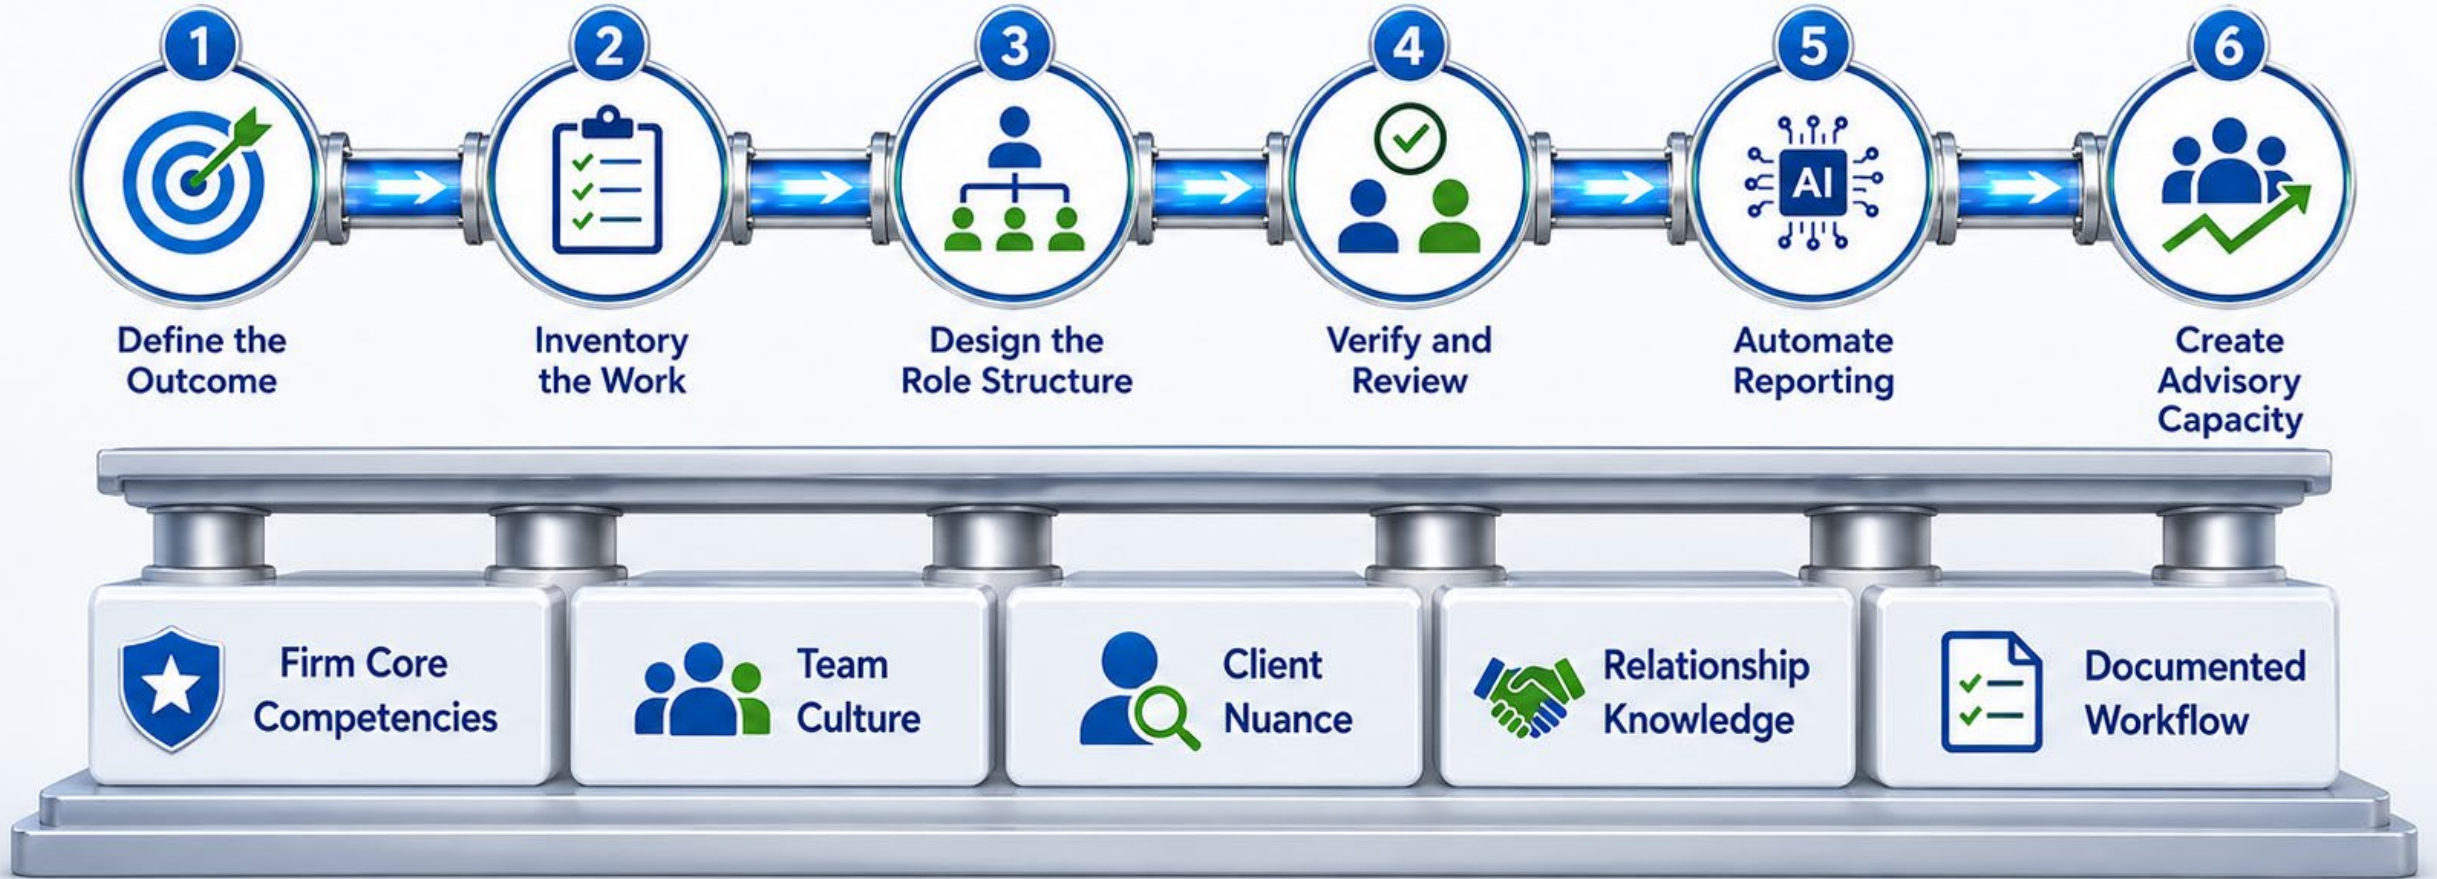 1
2
3
4
5
6
AI
Define the
Outcome
Inventory
the Work
Design the
Role Structure
Verify and
Review
Automate
Reporting
Create
Advisory
Capacity
Firm Core
Competencies
Team
Culture
Client
Nuance
Relationship
Knowledge
Documented
Workflow